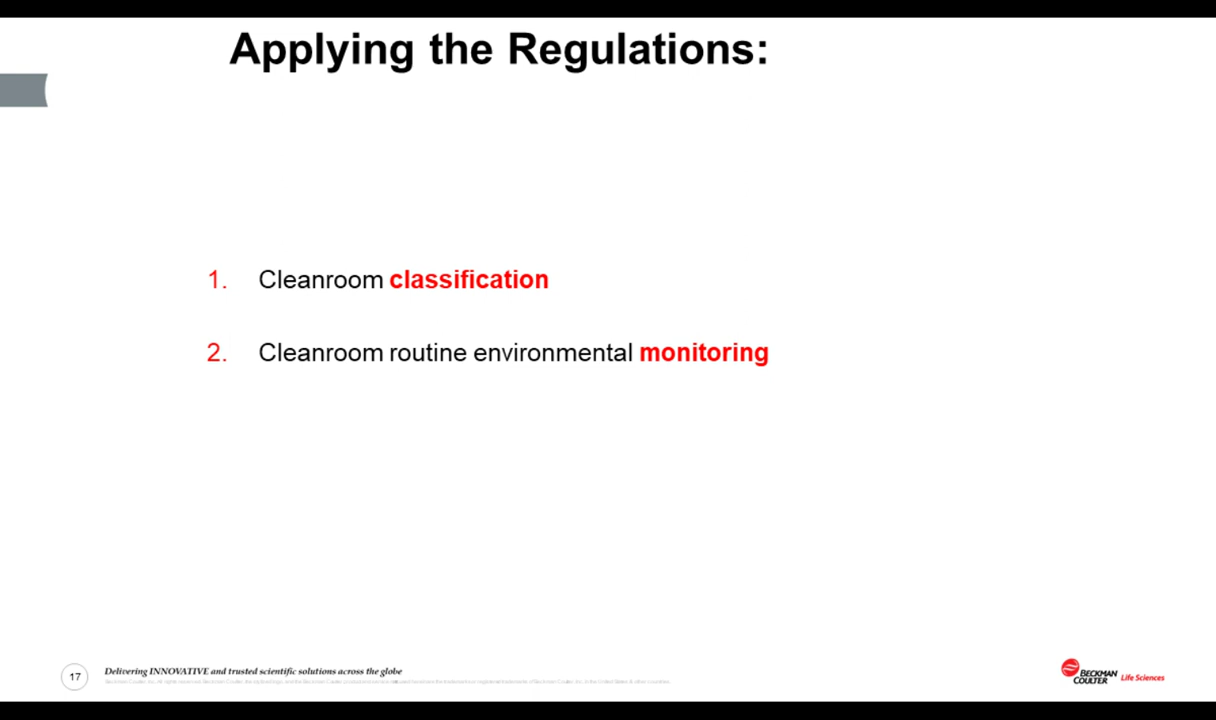 Applying the Regulations:
1. Cleanroom classification
2. Cleanroom routine environmental monitoring
17
Delivering INNOVATIVE and trusted scientific solutions across the globe
BECKMAN
COULTER Life Sciences